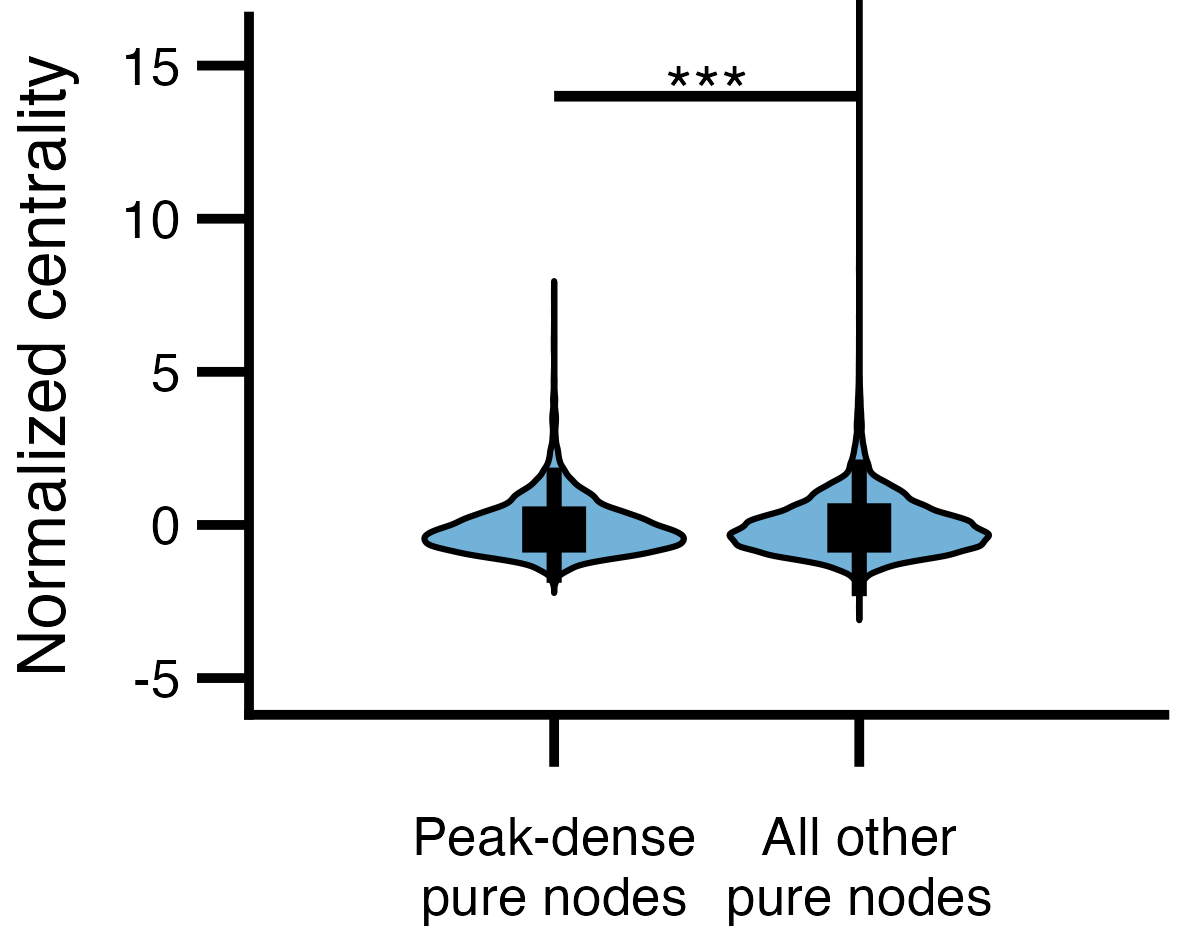 Normalized centrality
15
10
5
0
-5
***
Peak-dense
pure nodes
All other
pure nodes